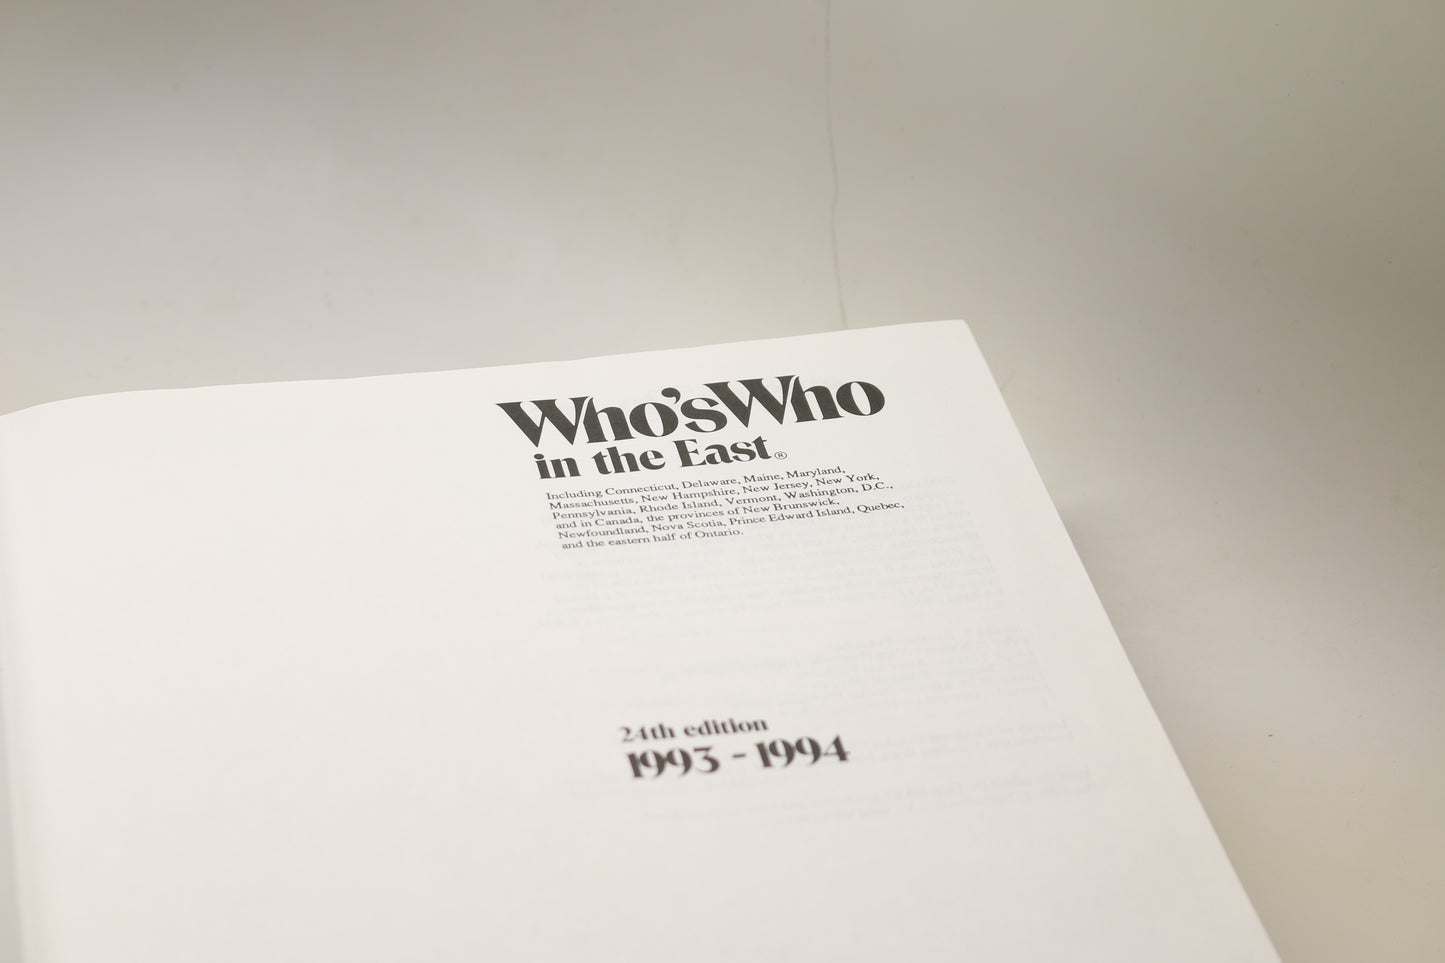 Who's Who
in the East®
Including Connecticut, Delaware, Maine, Maryland,
Massachusetts, New Hampshire, New Jersey, New York,
Pennsylvania, Rhode Island, Vermont, Washington, D.C.,
and in Canada, the provinces of New Brunswick,
Newfoundland, Nova Scotia, Prince Edward Island, Quebec,
and the eastern half of Ontario.
24th edition
1993 - 1994